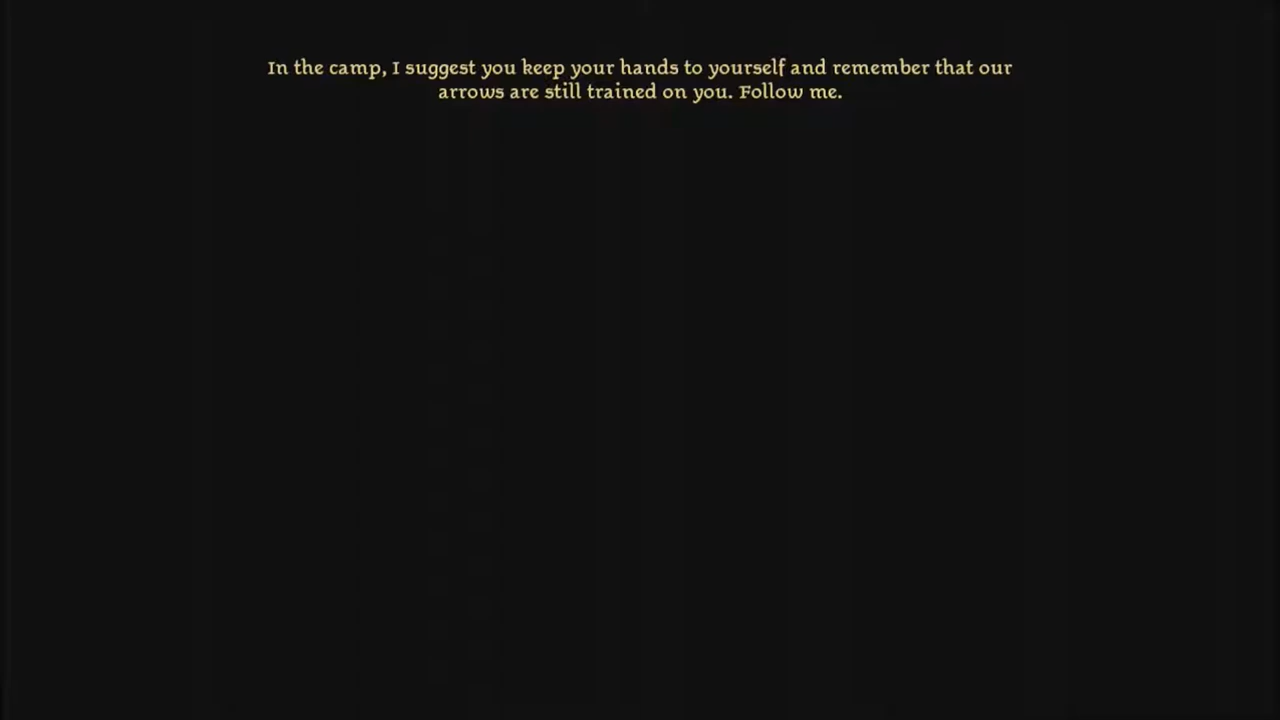 In the camp, I suggest you keep your hands to yourself and remember that our
arrows are still trained on you. Follow me.